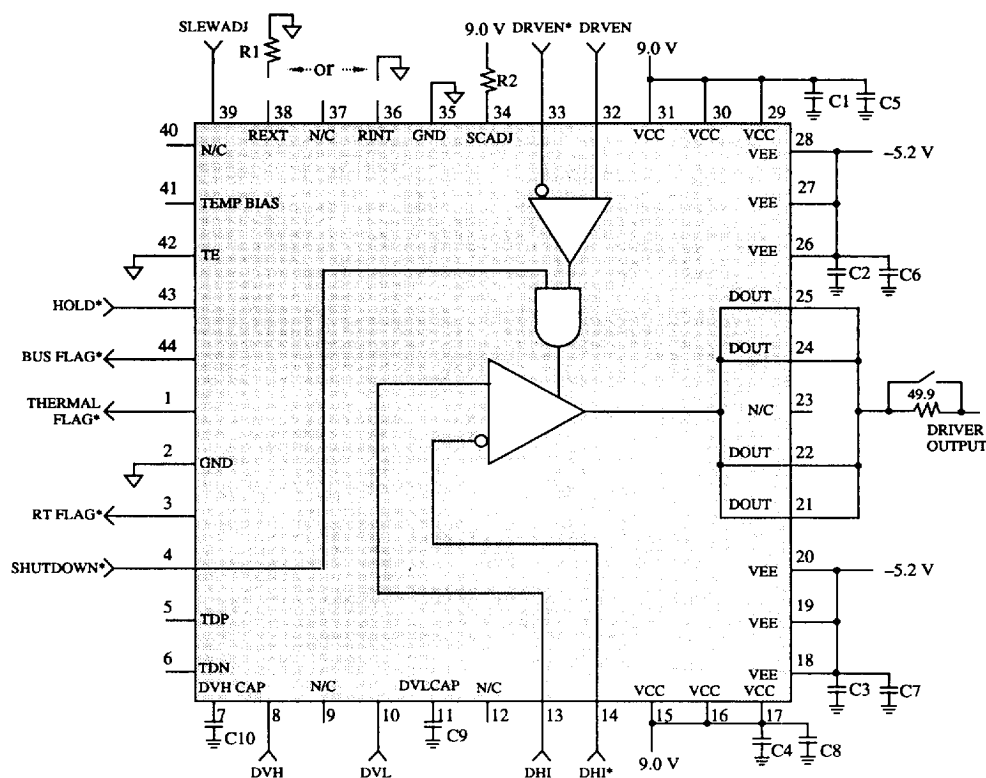 SLEWADJ
R1
or
9.0 V
R2
DRVEN* DRVEN
9.0 V
C1
C5
39 38 37 36 35 34 33 32 31 30 29
REXT N/C RINT GND SCADJ VCC VCC VCC
40
N/C
28
VEE
–5.2 V
41
TEMP BIAS
27
VEE
42
TE
26
VEE
C2
C6
HOLD*
43
DOUT
25
BUS FLAG*
44
DOUT
24
THERMAL
FLAG*
1
N/C
23
49.9
DRIVER
OUTPUT
2
GND
DOUT
22
RT FLAG*
3
DOUT
21
SHUTDOWN*
4
VEE
20
–5.2 V
5
TDP
VEE
19
6
TDN
VEE
18
C3
C7
DVH CAP N/C DVLCAP N/C VCC VCC VCC
7 8 9 10 11 12 13 14 15 16 17
C10
C9
C4
C8
DVH
DVL
DHI
DHI*
9.0 V